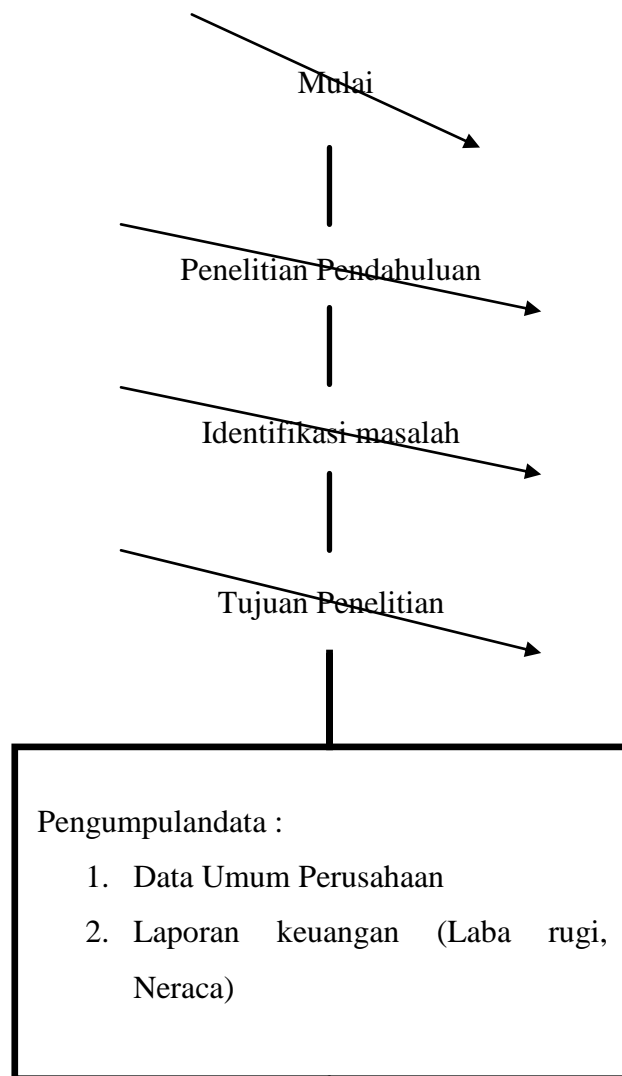 Mulai
Penelitian Pendahuluan
Identifikasi masalah
Tujuan Penelitian
Pengumpulandata :
1. Data Umum Perusahaan
2. Laporan keuangan (Laba rugi,
Neraca)